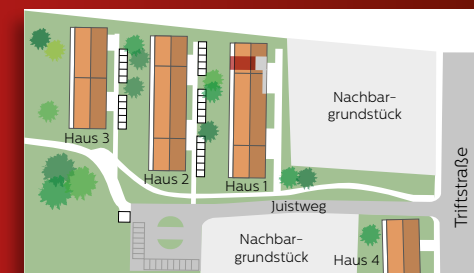 Nachbar-
grundstück
Haus 3
Haus 2
Haus 1
Triftstraße
Juistweg
Nachbar-
grundstück
Haus 4